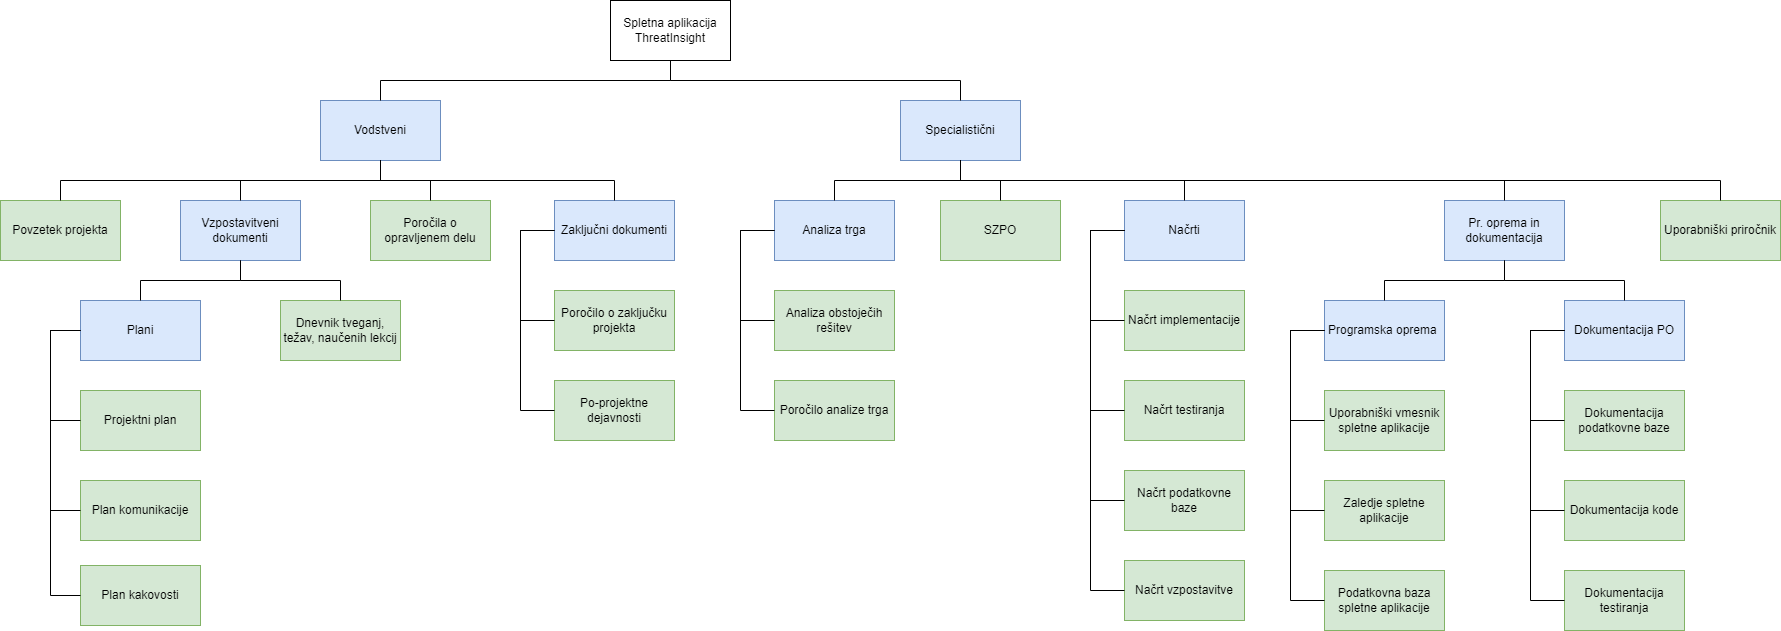 Spletna aplikacija
ThreatInsight
Vodstveni
Specialistični
Povzetek projekta
Vzpostavitveni
dokumenti
Poročila o
opravljenem delu
Zaključni dokumenti
Analiza trga
SZPO
Načrti
Pr. oprema in
dokumentacija
Uporabniški priročnik
Plani
Dnevnik tveganj,
težav, naučenih lekcij
Poročilo o zaključku
projekta
Analiza obstoječih
rešitev
Načrt implementacije
Programska oprema
Dokumentacija PO
Projektni plan
Po-projektne
dejavnosti
Poročilo analize trga
Načrt testiranja
Uporabniški vmesnik
spletne aplikacije
Dokumentacija
podatkovne baze
Plan komunikacije
Načrt podatkovne
baze
Zaledje spletne
aplikacije
Dokumentacija kode
Plan kakovosti
Načrt vzpostavitve
Podatkovna baza
spletne aplikacije
Dokumentacija
testiranja